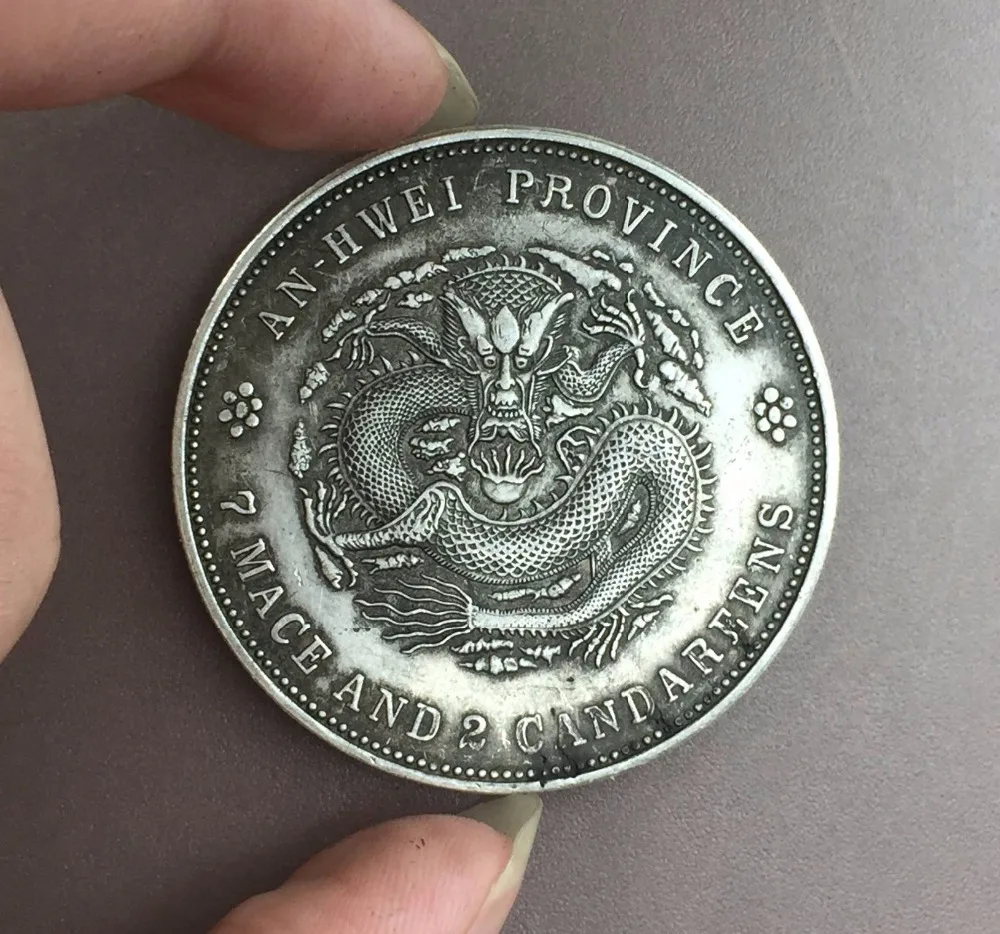 AN-HWEI PROVINCE
7 MACE AND 2 CANDAREENS